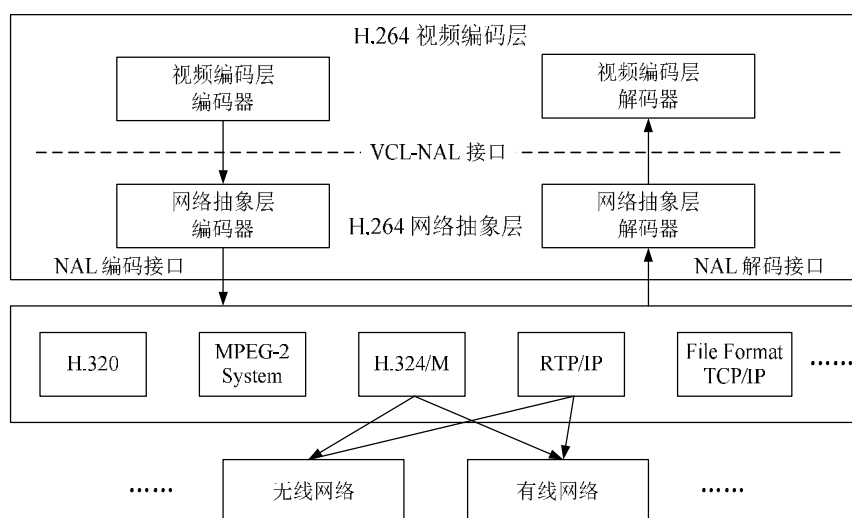 H.264 视频编码层
视频编码层
编码器
视频编码层
解码器
VCL-NAL 接口
网络抽象层
编码器
H.264 网络抽象层
网络抽象层
解码器
NAL 编码接口
NAL 解码接口
H.320
MPEG-2
System
H.324/M
RTP/IP
File Format
TCP/IP
……
……
无线网络
有线网络
……